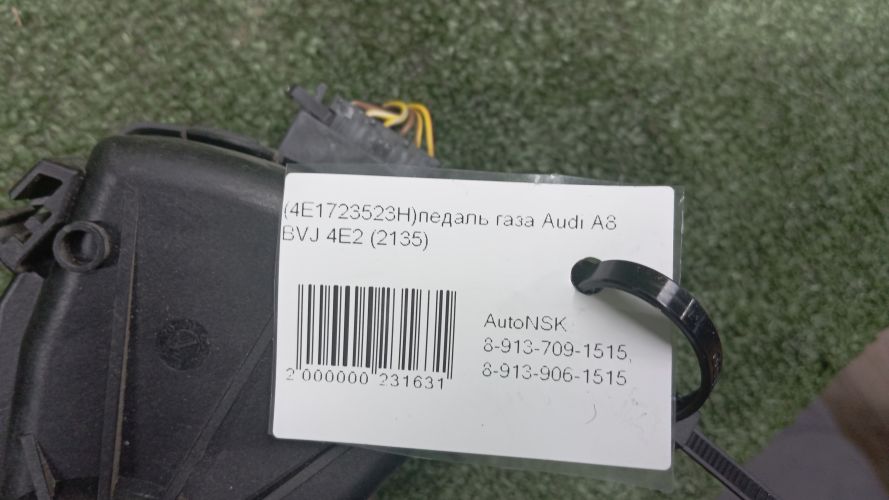 (4E1723523H)педаль газа Audi A8
BVJ 4E2 (2135)
AutoNSK
8-913-709-1515,
8-913-906-1515
2 000000 231631